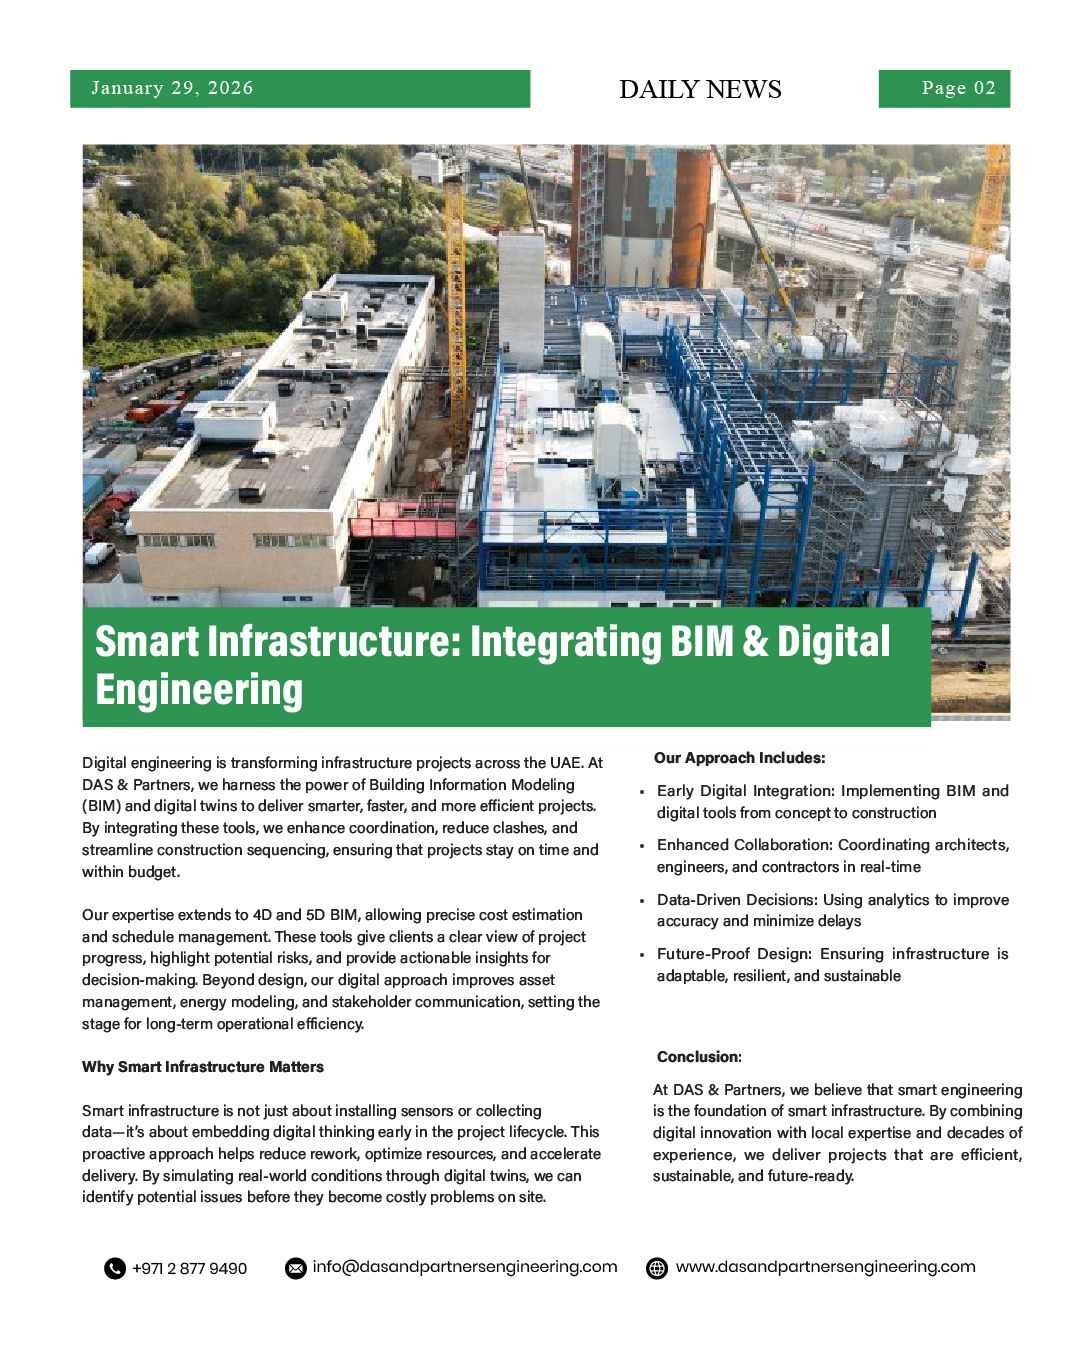 January 29, 2026
DAILY NEWS
Page 02
Smart Infrastructure: Integrating BIM & Digital
Engineering
Digital engineering is transforming infrastructure projects across the UAE. At
DAS & Partners, we harness the power of Building Information Modeling
(BIM) and digital twins to deliver smarter, faster, and more efficient projects.
By integrating these tools, we enhance coordination, reduce clashes, and
streamline construction sequencing, ensuring that projects stay on time and
within budget.
Our expertise extends to 4D and 5D BIM, allowing precise cost estimation
and schedule management. These tools give clients a clear view of project
progress, highlight potential risks, and provide actionable insights for
decision-making. Beyond design, our digital approach improves asset
management, energy modeling, and stakeholder communication, setting the
stage for long-term operational efficiency.
Why Smart Infrastructure Matters
Smart infrastructure is not just about installing sensors or collecting
data—it's about embedding digital thinking early in the project lifecycle. This
proactive approach helps reduce rework, optimize resources, and accelerate
delivery. By simulating real-world conditions through digital twins, we can
identify potential issues before they become costly problems on site.
Our Approach Includes:
• Early Digital Integration: Implementing BIM and
digital tools from concept to construction
• Enhanced Collaboration: Coordinating architects,
engineers, and contractors in real-time
• Data-Driven Decisions: Using analytics to improve
accuracy and minimize delays
• Future-Proof Design: Ensuring infrastructure is
adaptable, resilient, and sustainable
Conclusion:
At DAS & Partners, we believe that smart engineering
is the foundation of smart infrastructure. By combining
digital innovation with local expertise and decades of
experience, we deliver projects that are efficient,
sustainable, and future-ready.
+971 2 877 9490
info@dasandpartnersengineering.com
www.dasandpartnersengineering.com